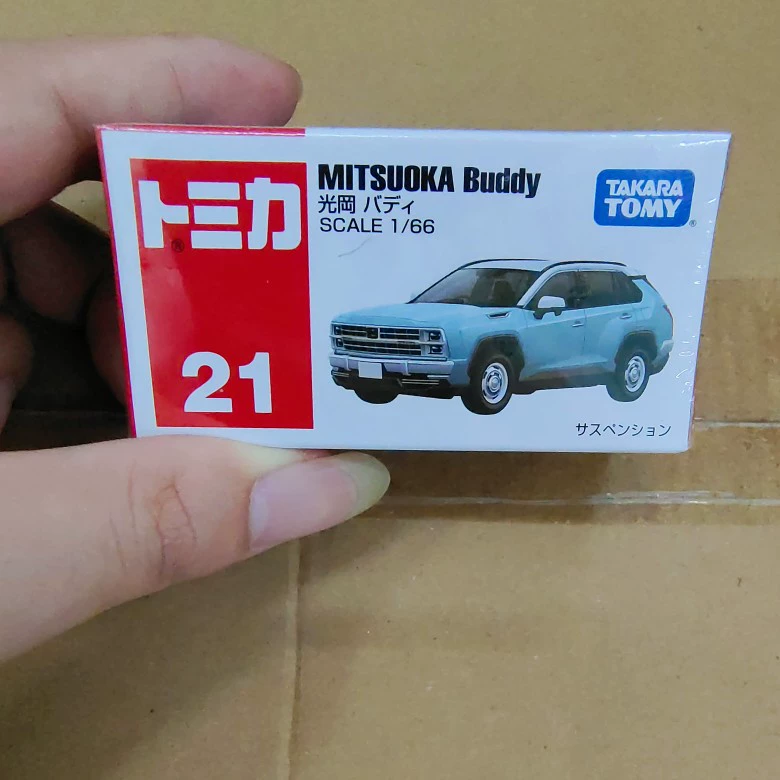 トミカ
®
21
MITSUOKA Buddy
光岡 バディ
SCALE 1/66
TAKARA
TOMY
®
サスペンション